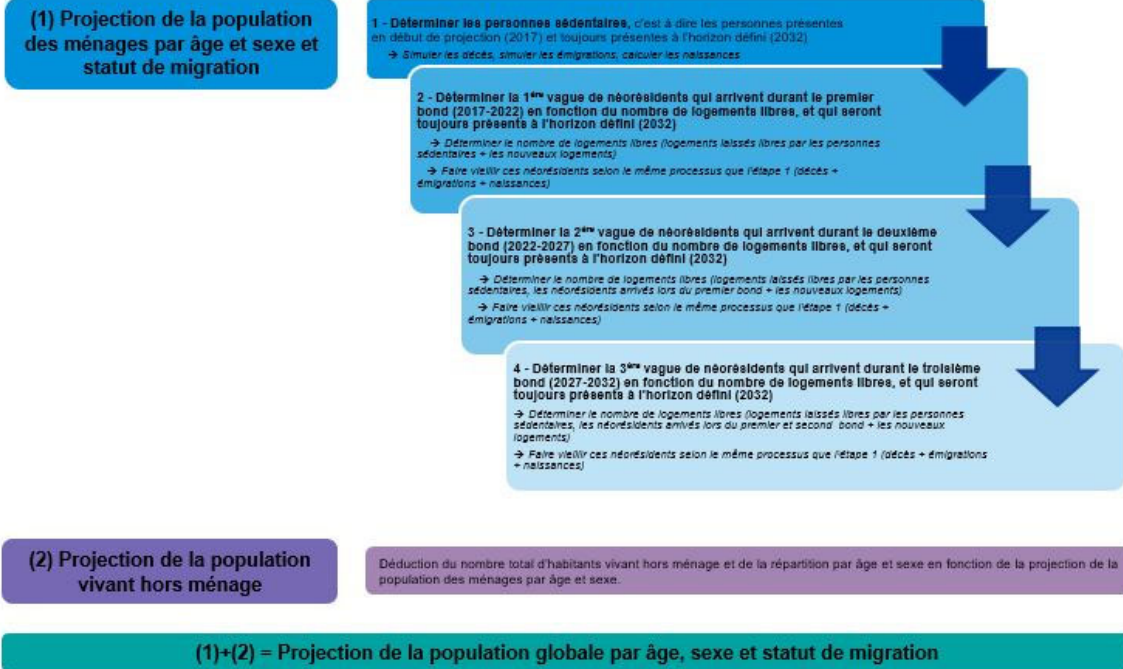 (1) Projection de la population
des ménages par âge et sexe et
statut de migration
1 - Déterminer les personnes sédentaires, c'est à dire les personnes présentes
en début de projection (2017) et toujours présentes à l'horizon défini (2032)
→ Simuler les décès, simuler les émigrations, calculer les naissances
2 - Déterminer la 1ère vague de néorésidents qui arrivent durant le premier
bond (2017-2022) en fonction du nombre de logements libres, et qui seront
toujours présents à l'horizon défini (2032)
→ Déterminer le nombre de logements libres (logements laissés libres par les personnes
sédentaires + les nouveaux logements)
→ Faire vieillir ces néorésidents selon le même processus que l'étape 1 (décès +
émigrations + naissances)
3 - Déterminer la 2ème vague de néorésidents qui arrivent durant le deuxième
bond (2022-2027) en fonction du nombre de logements libres, et qui seront
toujours présents à l'horizon défini (2032)
→ Déterminer le nombre de logements libres (logements laissés libres par les personnes
sédentaires, les néorésidents arrivés lors du premier bond + les nouveaux logements)
→ Faire vieillir ces néorésidents selon le même processus que l'étape 1 (décès +
émigrations + naissances)
4 - Déterminer la 3ème vague de néorésidents qui arrivent durant le troisième
bond (2027-2032) en fonction du nombre de logements libres, et qui seront
toujours présents à l'horizon défini (2032)
→ Déterminer le nombre de logements libres (logements laissés libres par les personnes
sédentaires, les néorésidents arrivés lors du premier et second bond + les nouveaux
logements)
→ Faire vieillir ces néorésidents selon le même processus que l'étape 1 (décès + émigrations
+ naissances)
(2) Projection de la population
vivant hors ménage
Déduction du nombre total d'habitants vivant hors ménage et de la répartition par âge et sexe en fonction de la projection de la
population des ménages par âge et sexe.
(1)+(2) = Projection de la population globale par âge, sexe et statut de migration